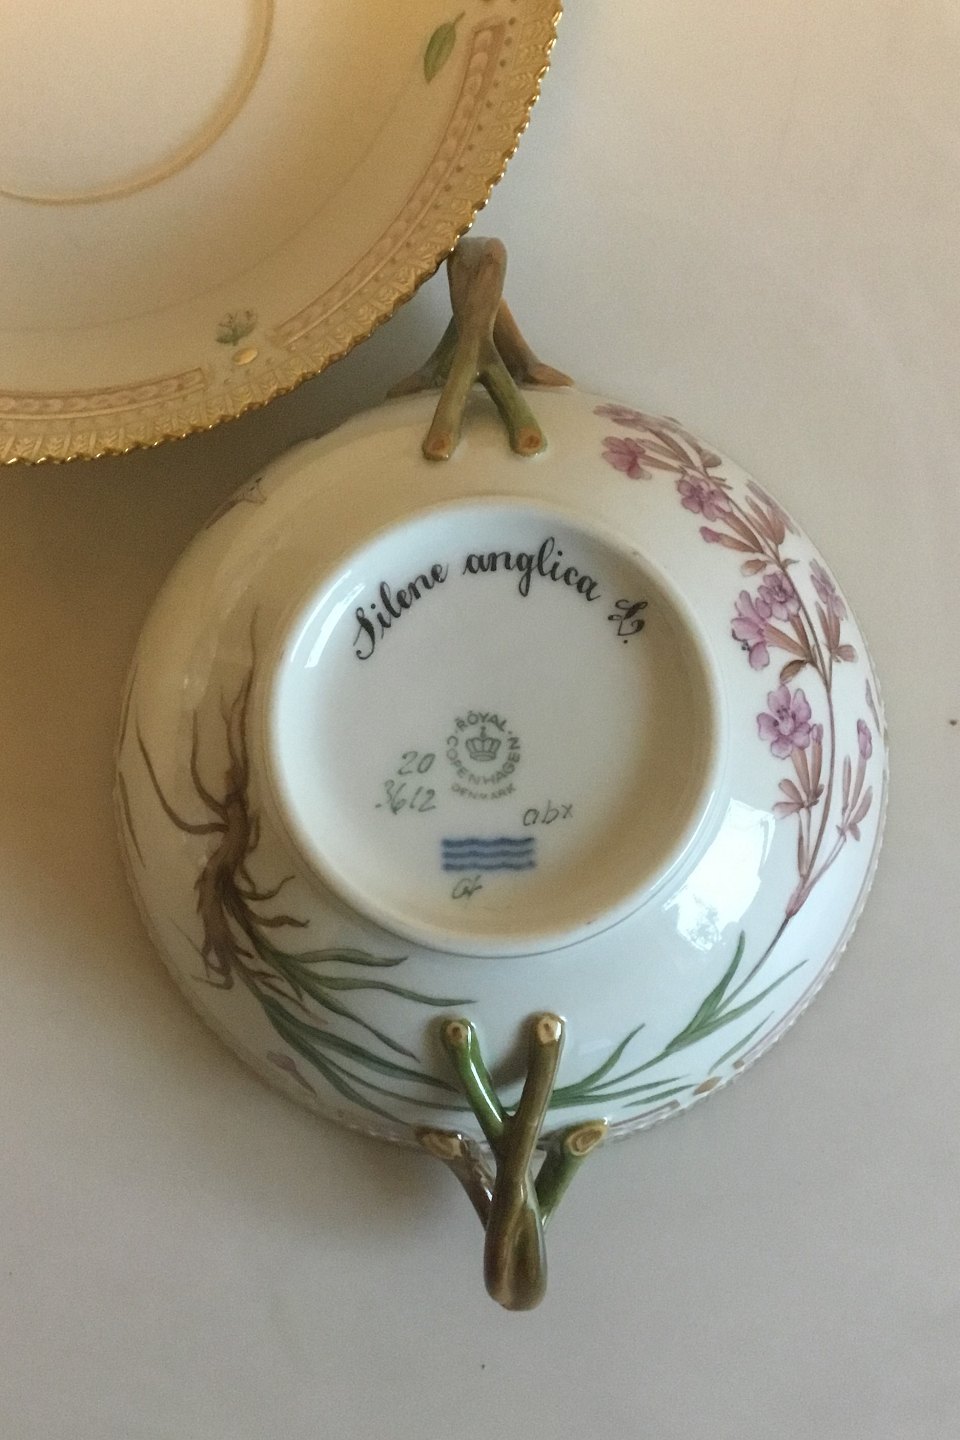 Silene anglica L.
ROYAL COPENHAGEN
DENMARK
20
3612
abx